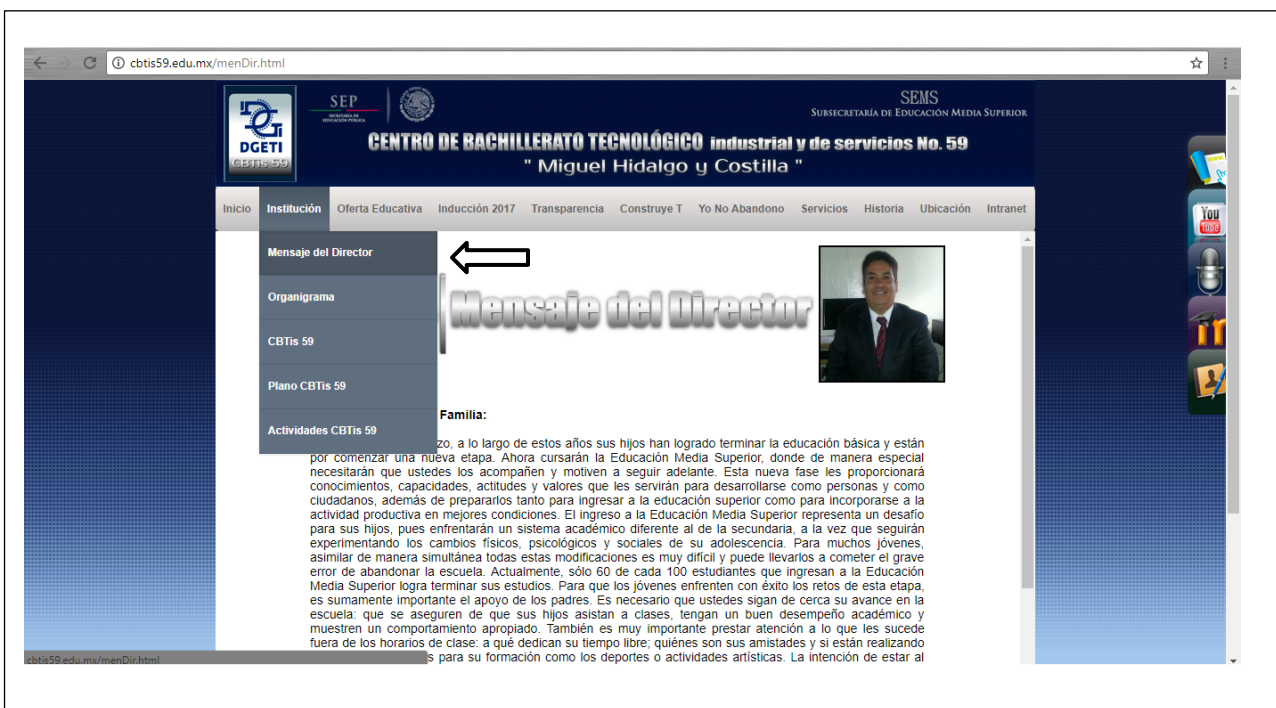 cbtis59.edu.mx/menDir.html
SEP
SECRETARÍA DE
EDUCACIÓN PÚBLICA
SEMS
SUBSECRETARÍA DE EDUCACIÓN MEDIA SUPERIOR
DGETI
CBTis 59
CENTRO DE BACHILLERATO TECNOLÓGICO industrial y de servicios No. 59
" Miguel Hidalgo y Costilla "
Inicio Institución Oferta Educativa Inducción 2017 Transparencia Construye T Yo No Abandono Servicios Historia Ubicación Intranet
Mensaje del Director
Organigrama
CBTis 59
Plano CBTis 59
Actividades CBTis 59
You
Tube
Mensaje del Director
Familia:
zo, a lo largo de estos años sus hijos han logrado terminar la educación básica y están
por comenzar una nueva etapa. Ahora cursarán la Educación Media Superior, donde de manera especial
necesitarán que ustedes los acompañen y motiven a seguir adelante. Esta nueva fase les proporcionará
conocimientos, capacidades, actitudes y valores que les servirán para desarrollarse como personas y como
ciudadanos, además de prepararlos tanto para ingresar a la educación superior como para incorporarse a la
actividad productiva en mejores condiciones. El ingreso a la Educación Media Superior representa un desafío
para sus hijos, pues enfrentarán un sistema académico diferente al de la secundaria, a la vez que seguirán
experimentando los cambios físicos, psicológicos y sociales de su adolescencia. Para muchos jóvenes,
asimilar de manera simultánea todas estas modificaciones es muy difícil y puede llevarlos a cometer el grave
error de abandonar la escuela. Actualmente, sólo 60 de cada 100 estudiantes que ingresan a la Educación
Media Superior logra terminar sus estudios. Para que los jóvenes enfrenten con éxito los retos de esta etapa,
es sumamente importante el apoyo de los padres. Es necesario que ustedes sigan de cerca su avance en la
escuela: que se aseguren de que sus hijos asistan a clases, tengan un buen desempeño académico y
muestren un comportamiento apropiado. También es muy importante prestar atención a lo que les sucede
fuera de los horarios de clase: a qué dedican su tiempo libre; quiénes son sus amistades y si están realizando
s para su formación como los deportes o actividades artísticas. La intención de estar al
cbtis59.edu.mx/menDir.html